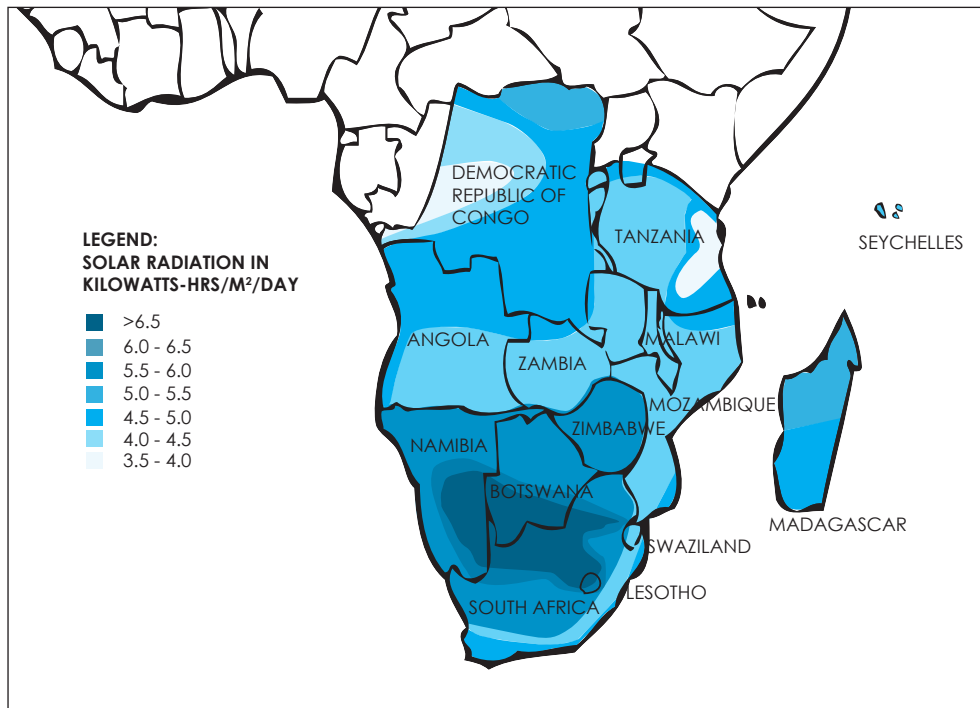 DEMOCRATIC
REPUBLIC OF
CONGO
TANZANIA
SEYCHELLES
LEGEND:
SOLAR RADIATION IN
KILOWATTS-HRS/M²/DAY
>6.5
6.0 - 6.5
5.5 - 6.0
5.0 - 5.5
4.5 - 5.0
4.0 - 4.5
3.5 - 4.0
ANGOLA
MALAWI
ZAMBIA
MOZAMBIQUE
ZIMBABWE
NAMIBIA
BOTSWANA
MADAGASCAR
SWAZILAND
LESOTHO
SOUTH AFRICA